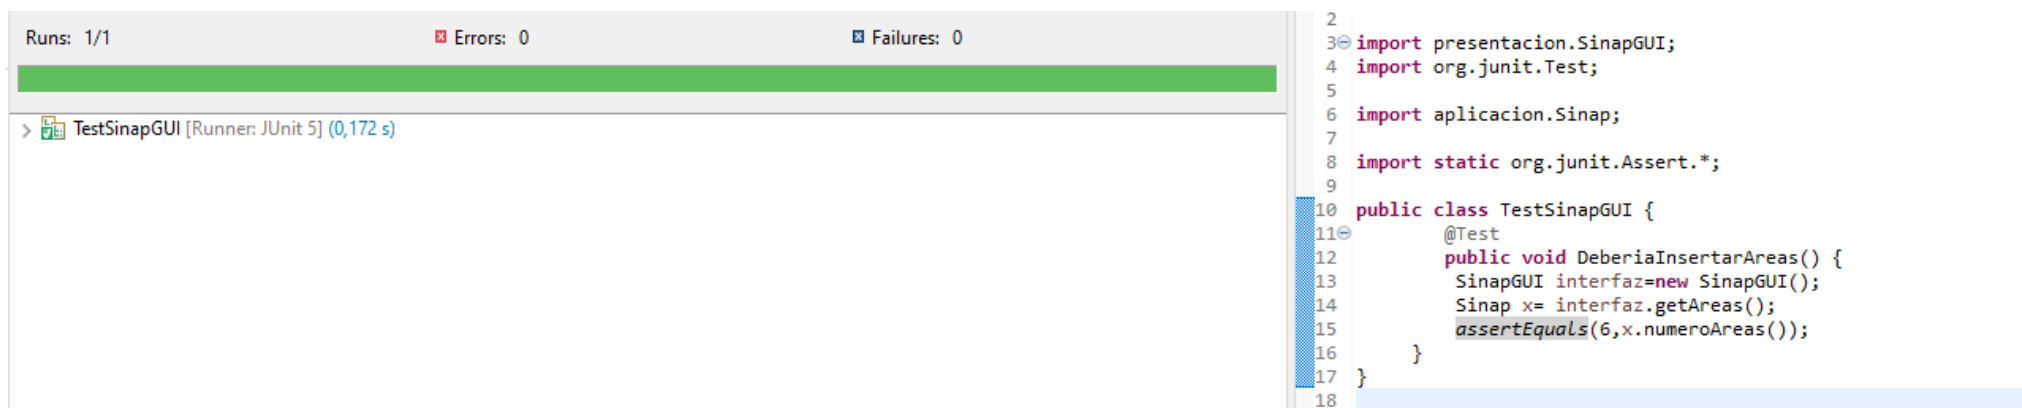 Runs: 1/1 Errors: 0 Failures: 0
TestSinapGUI [Runner: JUnit 5] (0,172 s)
2
3 import presentacion.SinapGUI;
4 import org.junit.Test;
5
6 import aplicacion.Sinap;
7
8 import static org.junit.Assert.*;
9
10 public class TestSinapGUI {
11 @Test
12 public void DeberiaInsertarAreas() {
13 SinapGUI interfaz=new SinapGUI();
14 Sinap x= interfaz.getAreas();
15 assertEquals(6,x.numeroAreas());
16 }
17 }
18